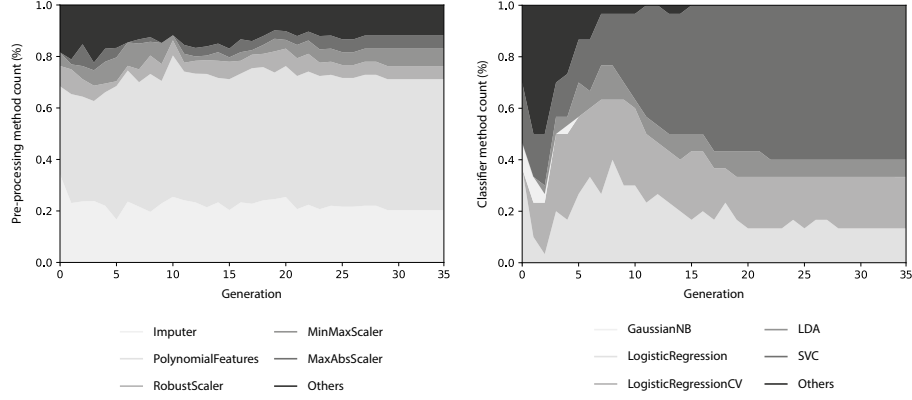 Pre-processing method count (%)
1.0
0.8
0.6
0.4
0.2
0.0
0 5 10 15 20 25 30 35
Generation
Imputer
PolynomialFeatures
RobustScaler
MinMaxScaler
MaxAbsScaler
Others
Classifier method count (%)
1.0
0.8
0.6
0.4
0.2
0.0
0 5 10 15 20 25 30 35
Generation
GaussianNB
LogisticRegression
LogisticRegressionCV
LDA
SVC
Others